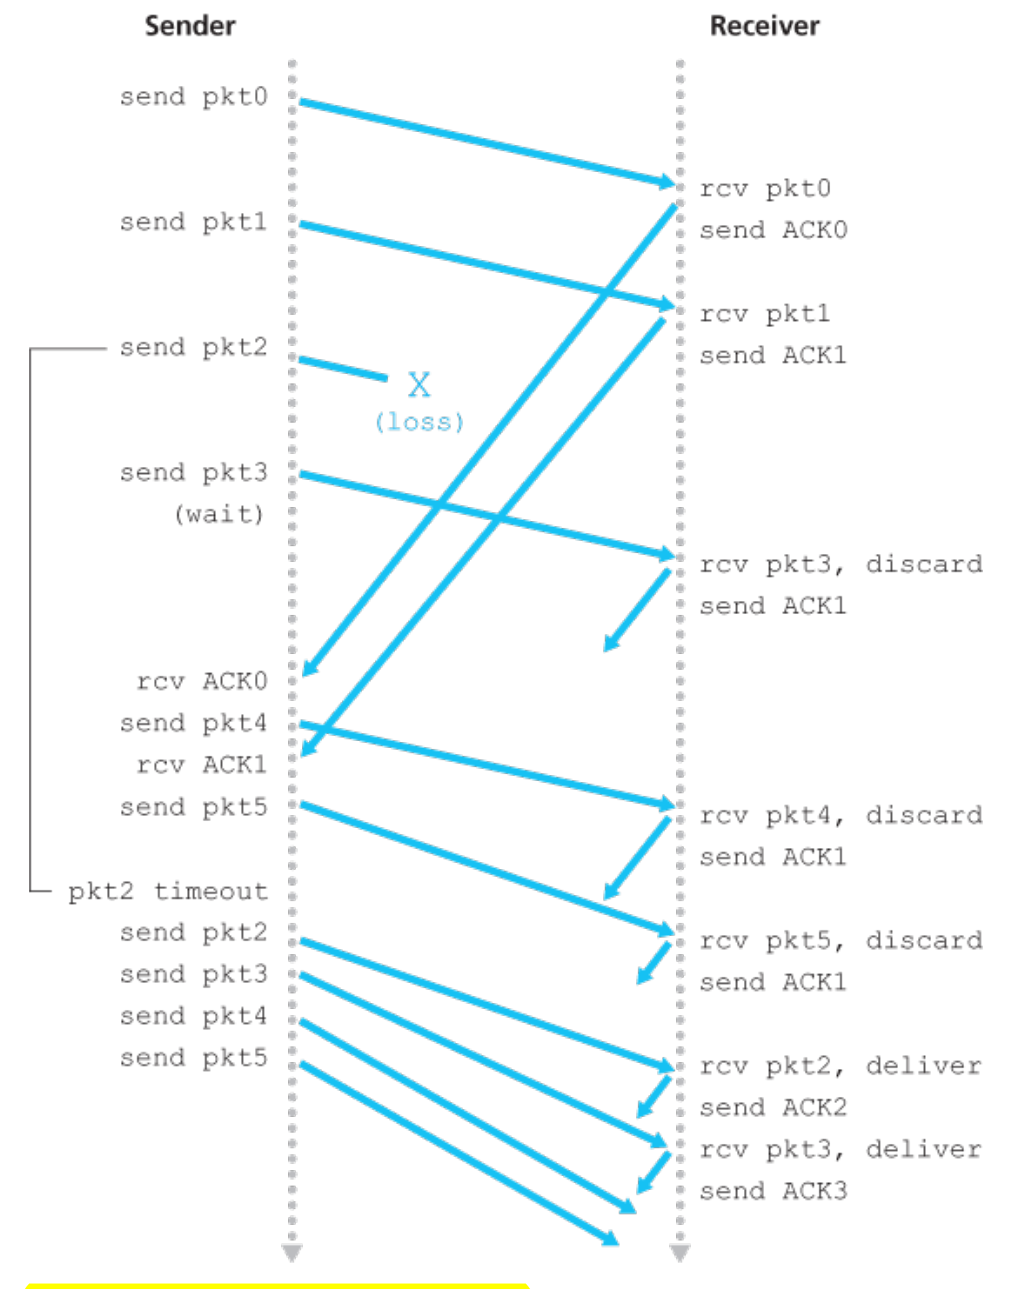 Sender
Receiver
send pkt0
rcv pkt0
send ACK0
send pkt1
rcv pkt1
send ACK1
send pkt2
X
(loss)
send pkt3
(wait)
rcv pkt3, discard
send ACK1
rcv ACK0
send pkt4
rcv ACK1
send pkt5
rcv pkt4, discard
send ACK1
pkt2 timeout
send pkt2
send pkt3
send pkt4
send pkt5
rcv pkt5, discard
send ACK1
rcv pkt2, deliver
send ACK2
rcv pkt3, deliver
send ACK3